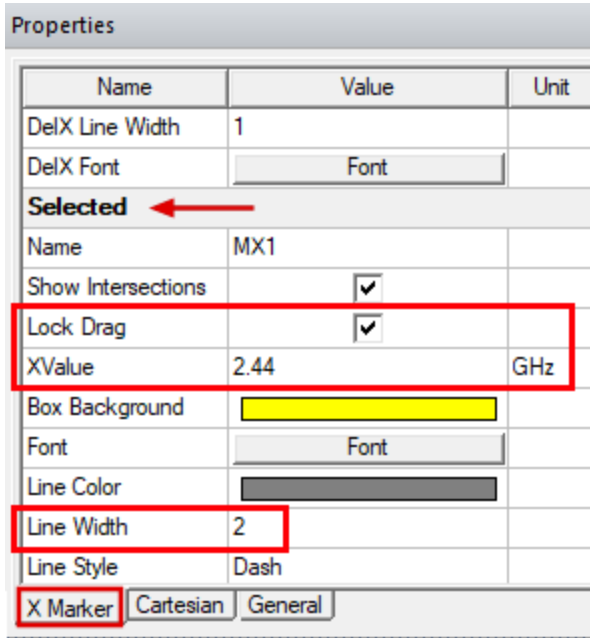 Properties
Name Value Unit
DelX Line Width 1
DelX Font Font
Selected
Name MX1
Show Intersections
Lock Drag
XValue 2.44 GHz
Box Background
Font Font
Line Color
Line Width 2
Line Style Dash
X Marker Cartesian General